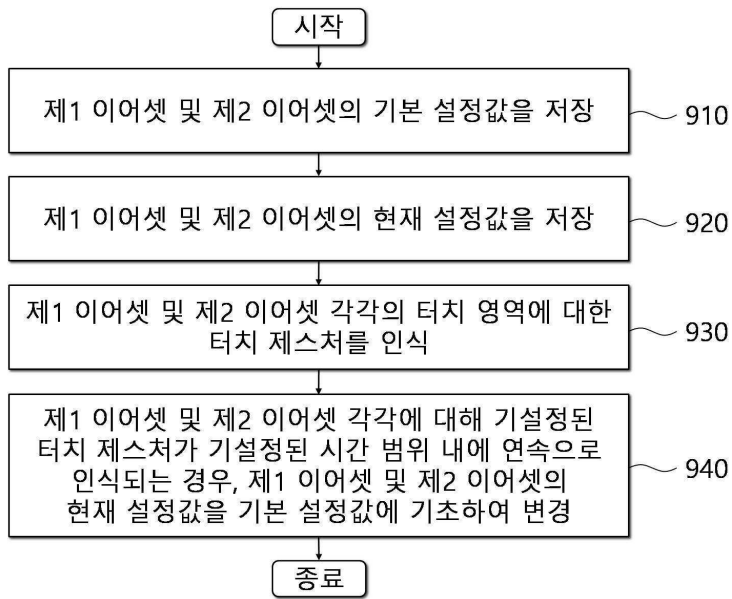 시작
제1 이어셋 및 제2 이어셋의 기본 설정값을 저장
910
제1 이어셋 및 제2 이어셋의 현재 설정값을 저장
920
제1 이어셋 및 제2 이어셋 각각의 터치 영역에 대한
터치 제스처를 인식
930
제1 이어셋 및 제2 이어셋 각각에 대해 기설정된
터치 제스처가 기설정된 시간 범위 내에 연속으로
인식되는 경우, 제1 이어셋 및 제2 이어셋의
현재 설정값을 기본 설정값에 기초하여 변경
940
종료